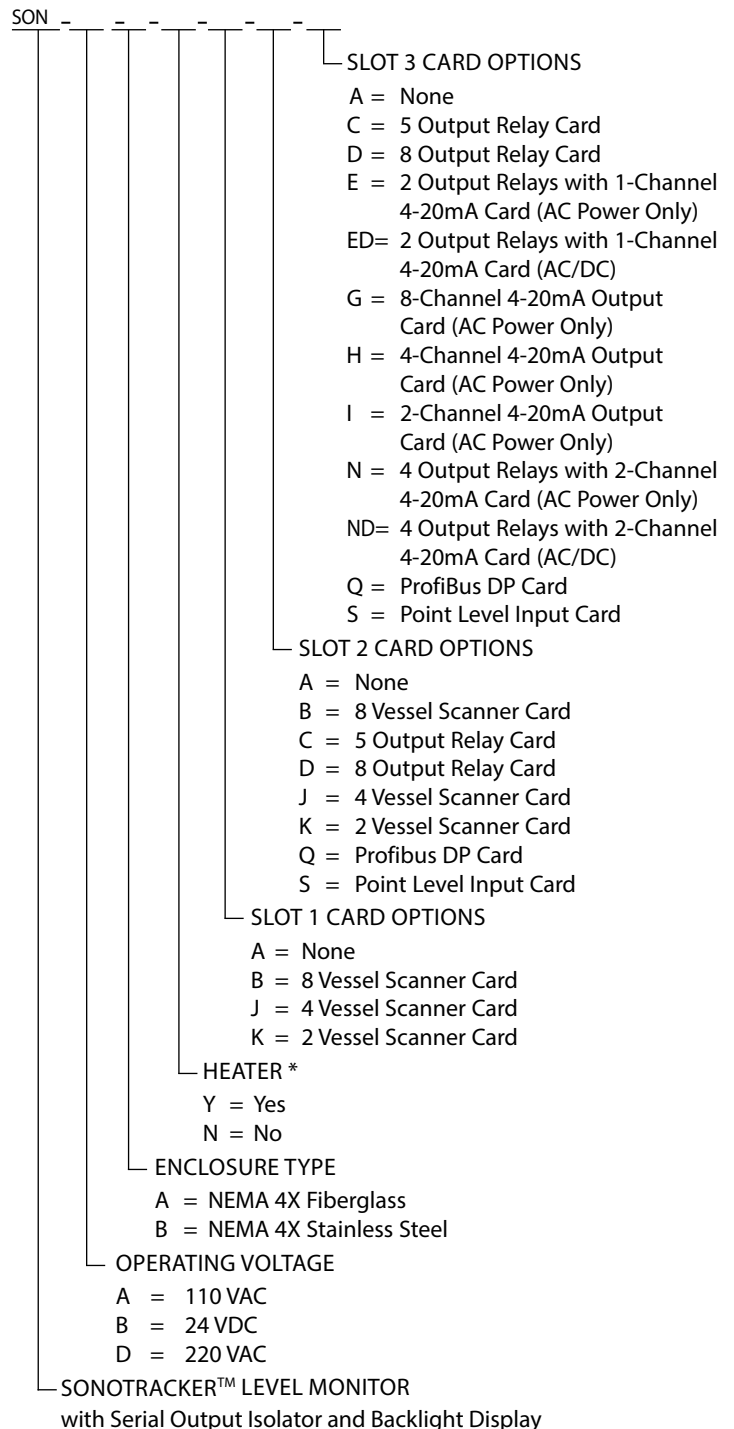 SON - - - - - -
SLOT 3 CARD OPTIONS
A = None
C = 5 Output Relay Card
D = 8 Output Relay Card
E = 2 Output Relays with 1-Channel
4-20mA Card (AC Power Only)
ED= 2 Output Relays with 1-Channel
4-20mA Card (AC/DC)
G = 8-Channel 4-20mA Output
Card (AC Power Only)
H = 4-Channel 4-20mA Output
Card (AC Power Only)
I = 2-Channel 4-20mA Output
Card (AC Power Only)
N = 4 Output Relays with 2-Channel
4-20mA Card (AC Power Only)
ND= 4 Output Relays with 2-Channel
4-20mA Card (AC/DC)
Q = ProfiBus DP Card
S = Point Level Input Card
SLOT 2 CARD OPTIONS
A = None
B = 8 Vessel Scanner Card
C = 5 Output Relay Card
D = 8 Output Relay Card
J = 4 Vessel Scanner Card
K = 2 Vessel Scanner Card
Q = Profibus DP Card
S = Point Level Input Card
SLOT 1 CARD OPTIONS
A = None
B = 8 Vessel Scanner Card
J = 4 Vessel Scanner Card
K = 2 Vessel Scanner Card
HEATER *
Y = Yes
N = No
ENCLOSURE TYPE
A = NEMA 4X Fiberglass
B = NEMA 4X Stainless Steel
OPERATING VOLTAGE
A = 110 VAC
B = 24 VDC
D = 220 VAC
SONOTRACKER™ LEVEL MONITOR
with Serial Output Isolator and Backlight Display